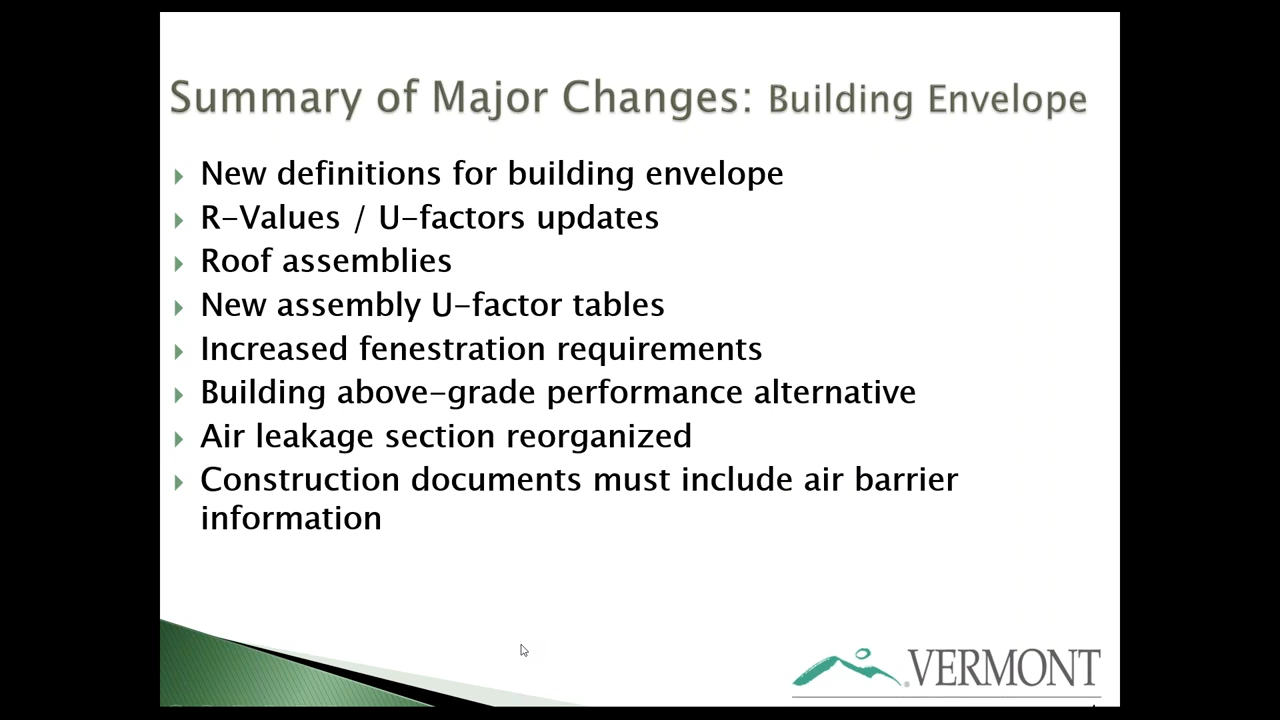 Summary of Major Changes: Building Envelope
New definitions for building envelope
R-Values / U-factors updates
Roof assemblies
New assembly U-factor tables
Increased fenestration requirements
Building above-grade performance alternative
Air leakage section reorganized
Construction documents must include air barrier
information
VERMONT